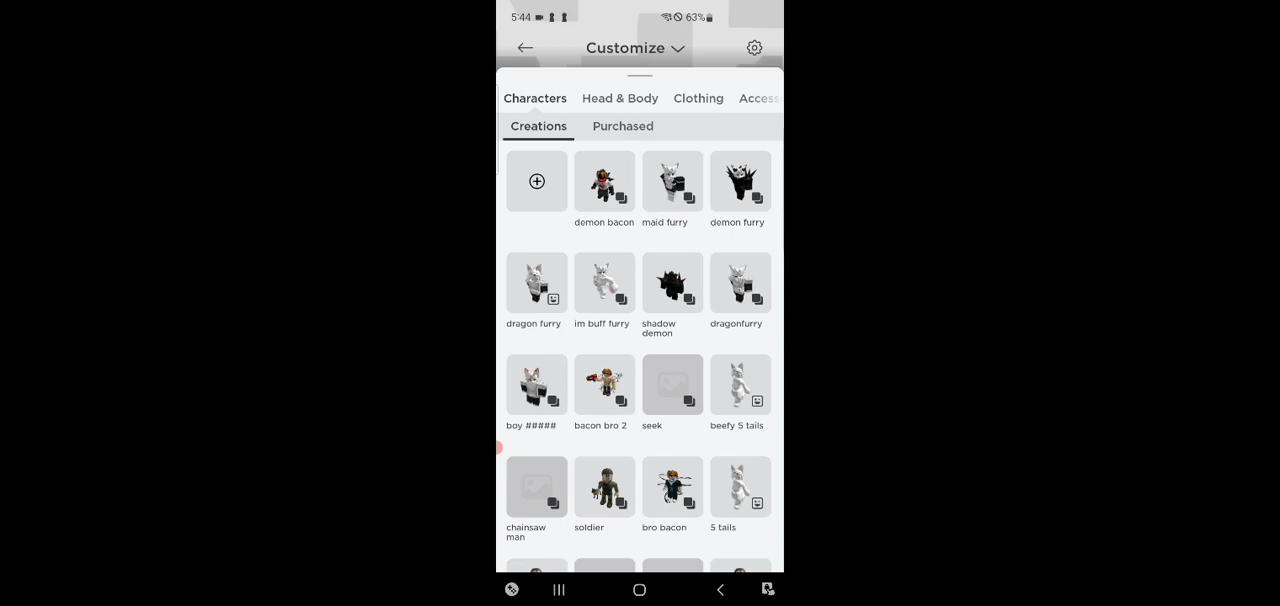 5:44 63%
Customize
Characters Head & Body Clothing Access
Creations Purchased
demon bacon maid furry demon furry
dragon furry im buff furry shadow dragonfurry
demon
boy ##### bacon bro 2 seek beefy 5 tails
chainsaw soldier bro bacon 5 tails
man